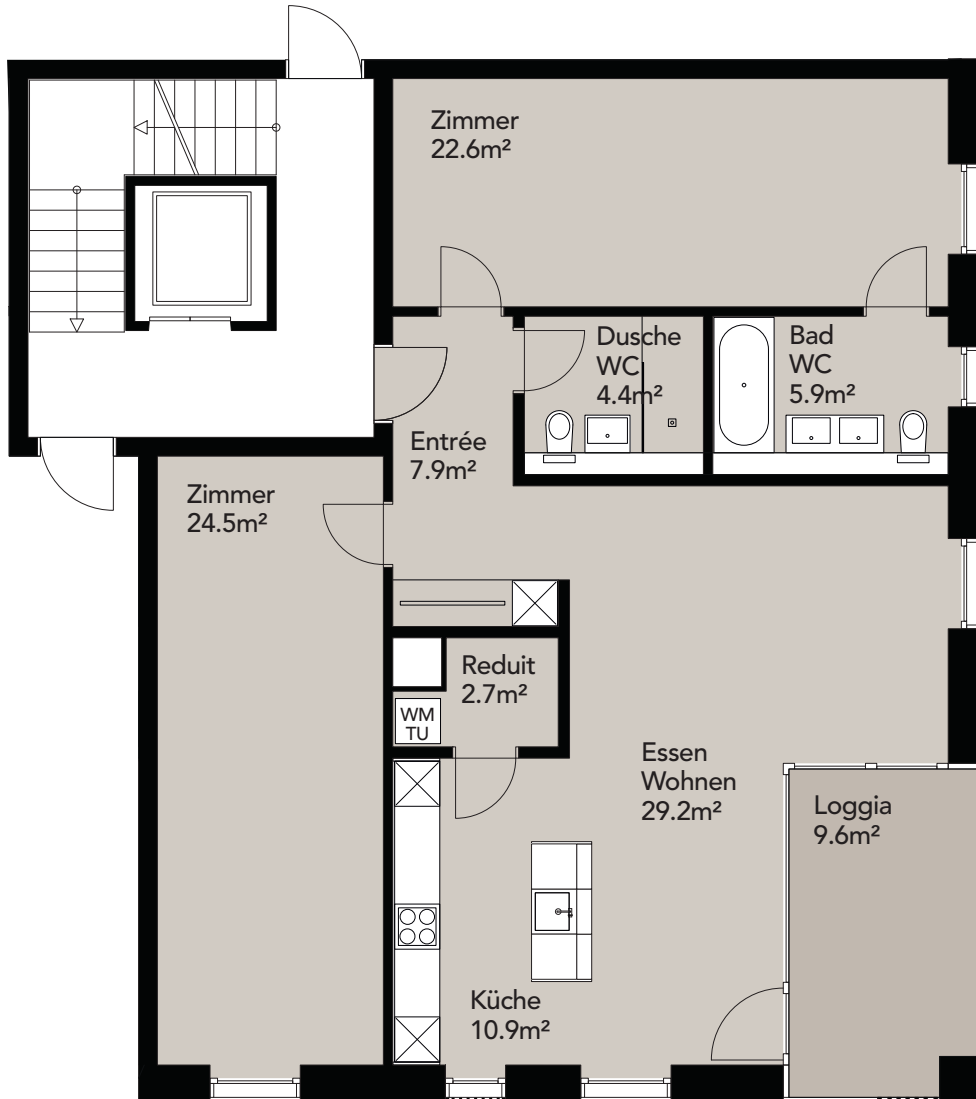 Zimmer
22.6m²
Dusche
WC
4.4m²
Bad
WC
5.9m²
Entrée
7.9m²
Zimmer
24.5m²
Reduit
2.7m²
WM
TU
Essen
Wohnen
29.2m²
Loggia
9.6m²
Küche
10.9m²